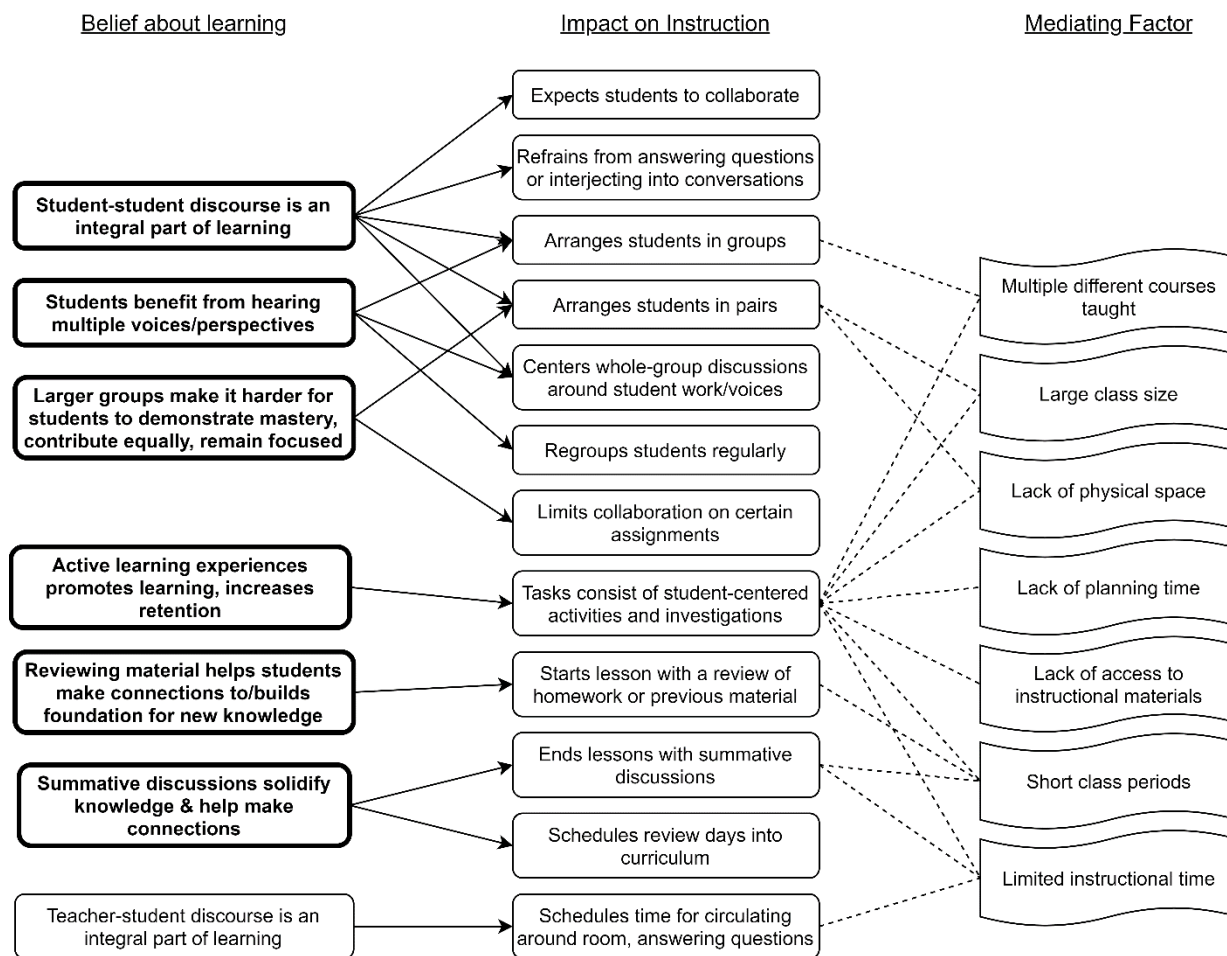 Belief about learning
Impact on Instruction
Mediating Factor
Student-student discourse is an
integral part of learning
Students benefit from hearing
multiple voices/perspectives
Larger groups make it harder for
students to demonstrate mastery,
contribute equally, remain focused
Active learning experiences
promotes learning, increases
retention
Reviewing material helps students
make connections to/builds
foundation for new knowledge
Summative discussions solidify
knowledge & help make
connections
Teacher-student discourse is an
integral part of learning
Expects students to collaborate
Refrains from answering questions
or interjecting into conversations
Arranges students in groups
Arranges students in pairs
Centers whole-group discussions
around student work/voices
Regroups students regularly
Limits collaboration on certain
assignments
Tasks consist of student-centered
activities and investigations
Starts lesson with a review of
homework or previous material
Ends lessons with summative
discussions
Schedules review days into
curriculum
Schedules time for circulating
around room, answering questions
Multiple different courses
taught
Large class size
Lack of physical space
Lack of planning time
Lack of access to
instructional materials
Short class periods
Limited instructional time